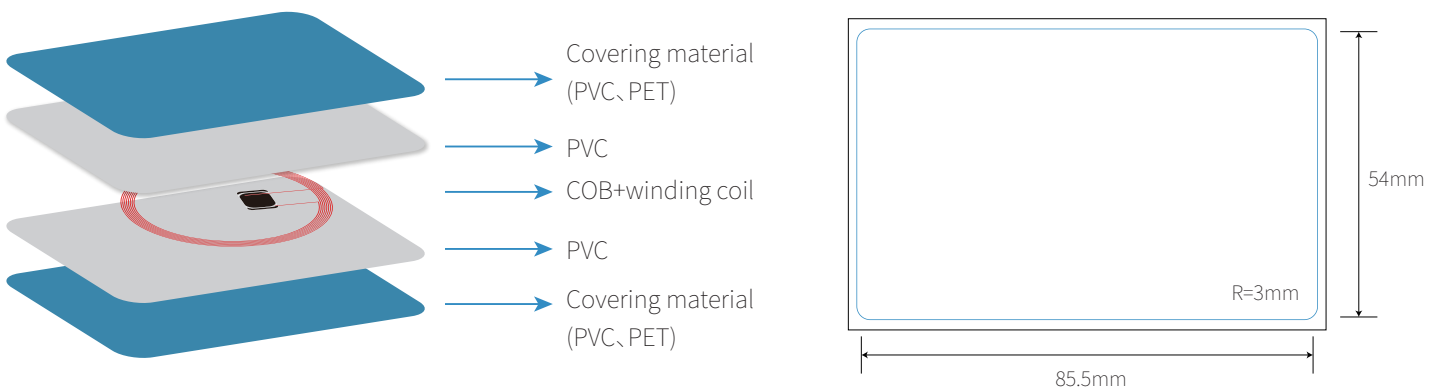 Covering material
(PVC、PET)
PVC
COB+winding coil
PVC
Covering material
(PVC、PET)
54mm
R=3mm
85.5mm